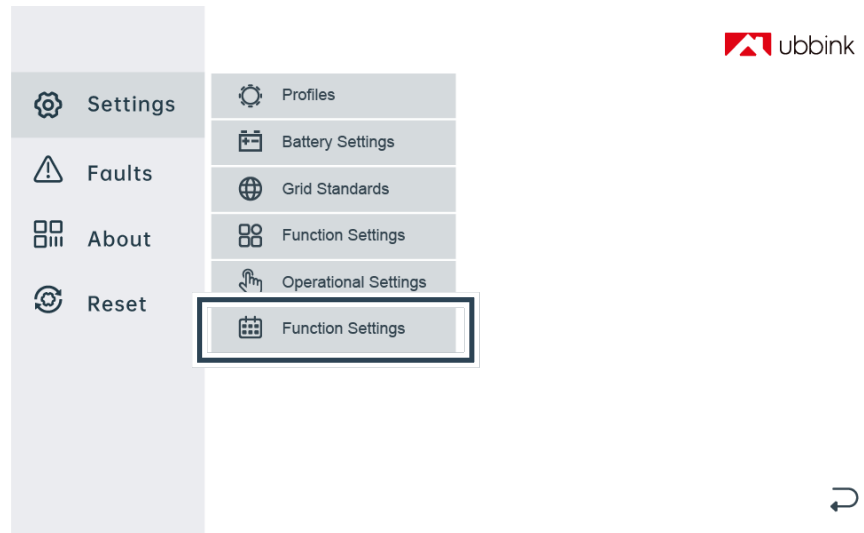 ubbink
Settings
Faults
About
Reset
Profiles
Battery Settings
Grid Standards
Function Settings
Operational Settings
Function Settings